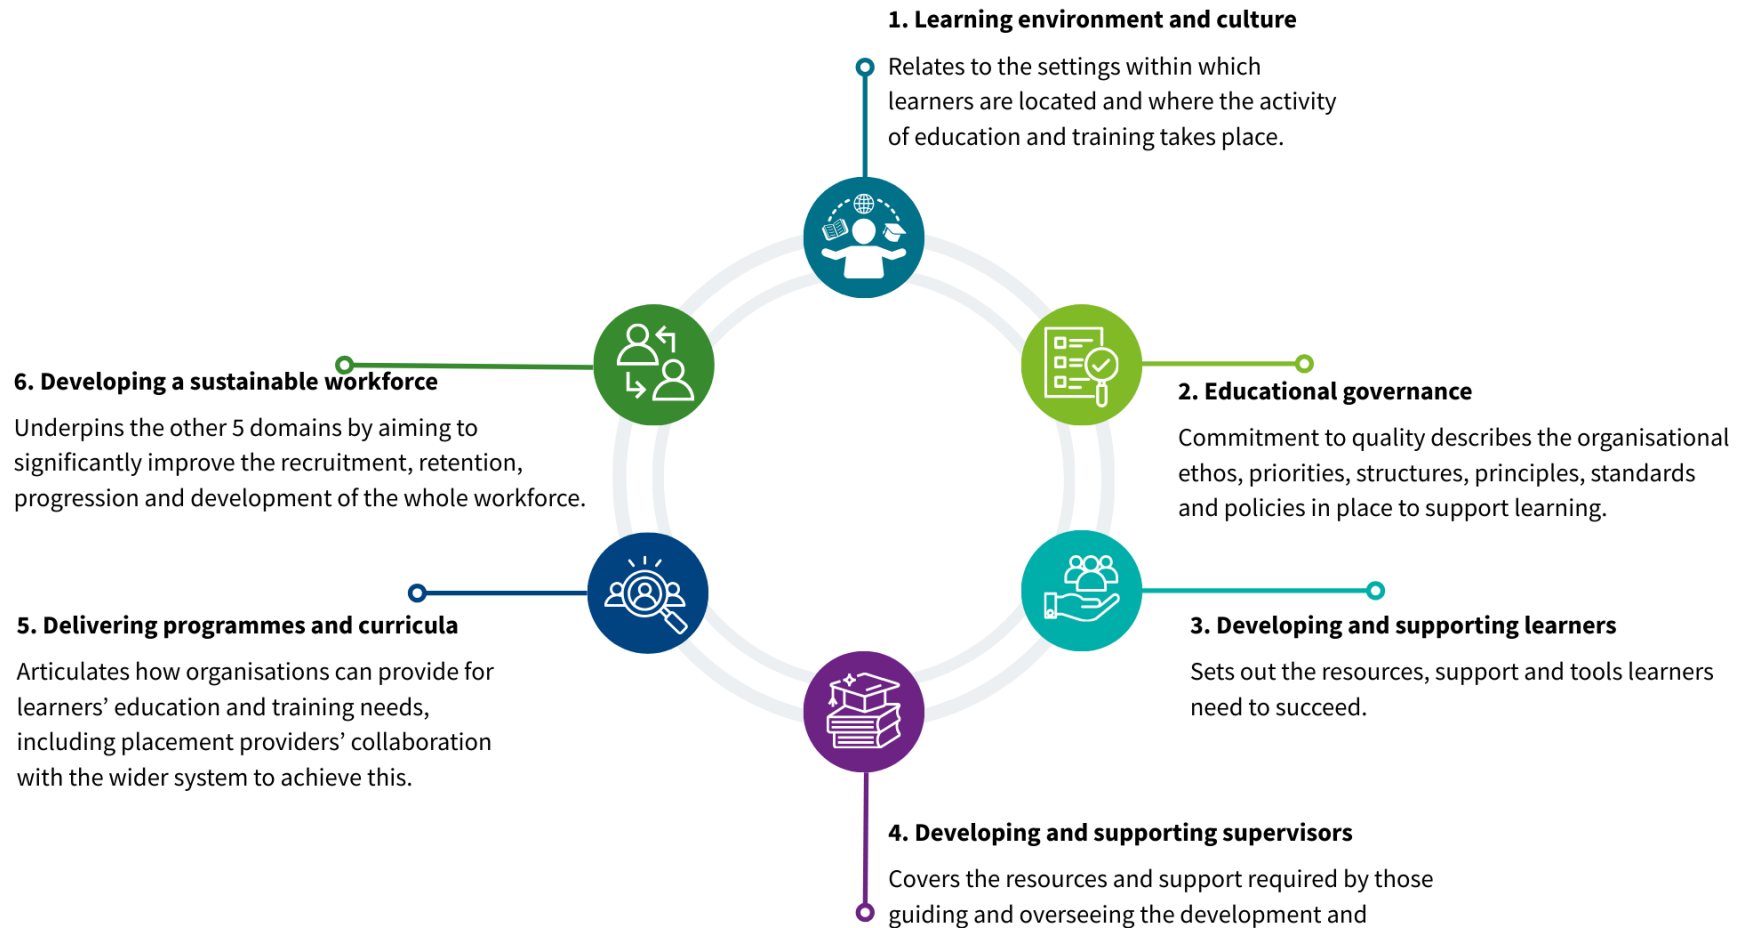 1. Learning environment and culture
Relates to the settings within which
learners are located and where the activity
of education and training takes place.
2. Educational governance
Commitment to quality describes the organisational
ethos, priorities, structures, principles, standards
and policies in place to support learning.
3. Developing and supporting learners
Sets out the resources, support and tools learners
need to succeed.
4. Developing and supporting supervisors
Covers the resources and support required by those
guiding and overseeing the development and
5. Delivering programmes and curricula
Articulates how organisations can provide for
learners’ education and training needs,
including placement providers’ collaboration
with the wider system to achieve this.
6. Developing a sustainable workforce
Underpins the other 5 domains by aiming to
significantly improve the recruitment, retention,
progression and development of the whole workforce.